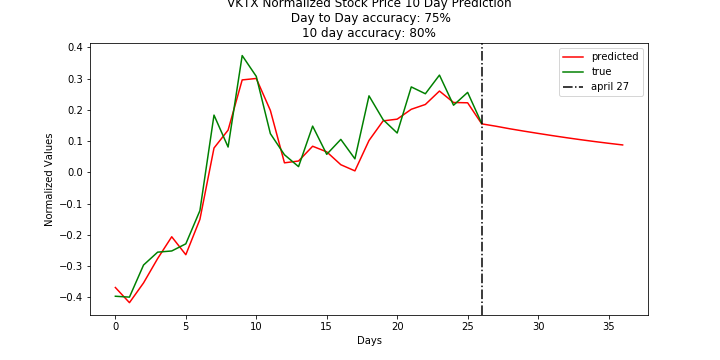 VKTX Normalized Stock Price 10 Day Prediction
Day to Day accuracy: 75%
10 day accuracy: 80%
0.4
0.3
0.2
0.1
0.0
−0.1
−0.2
−0.3
−0.4
Normalized Values
predicted
true
april 27
0
5
10
15
20
25
30
35
Days